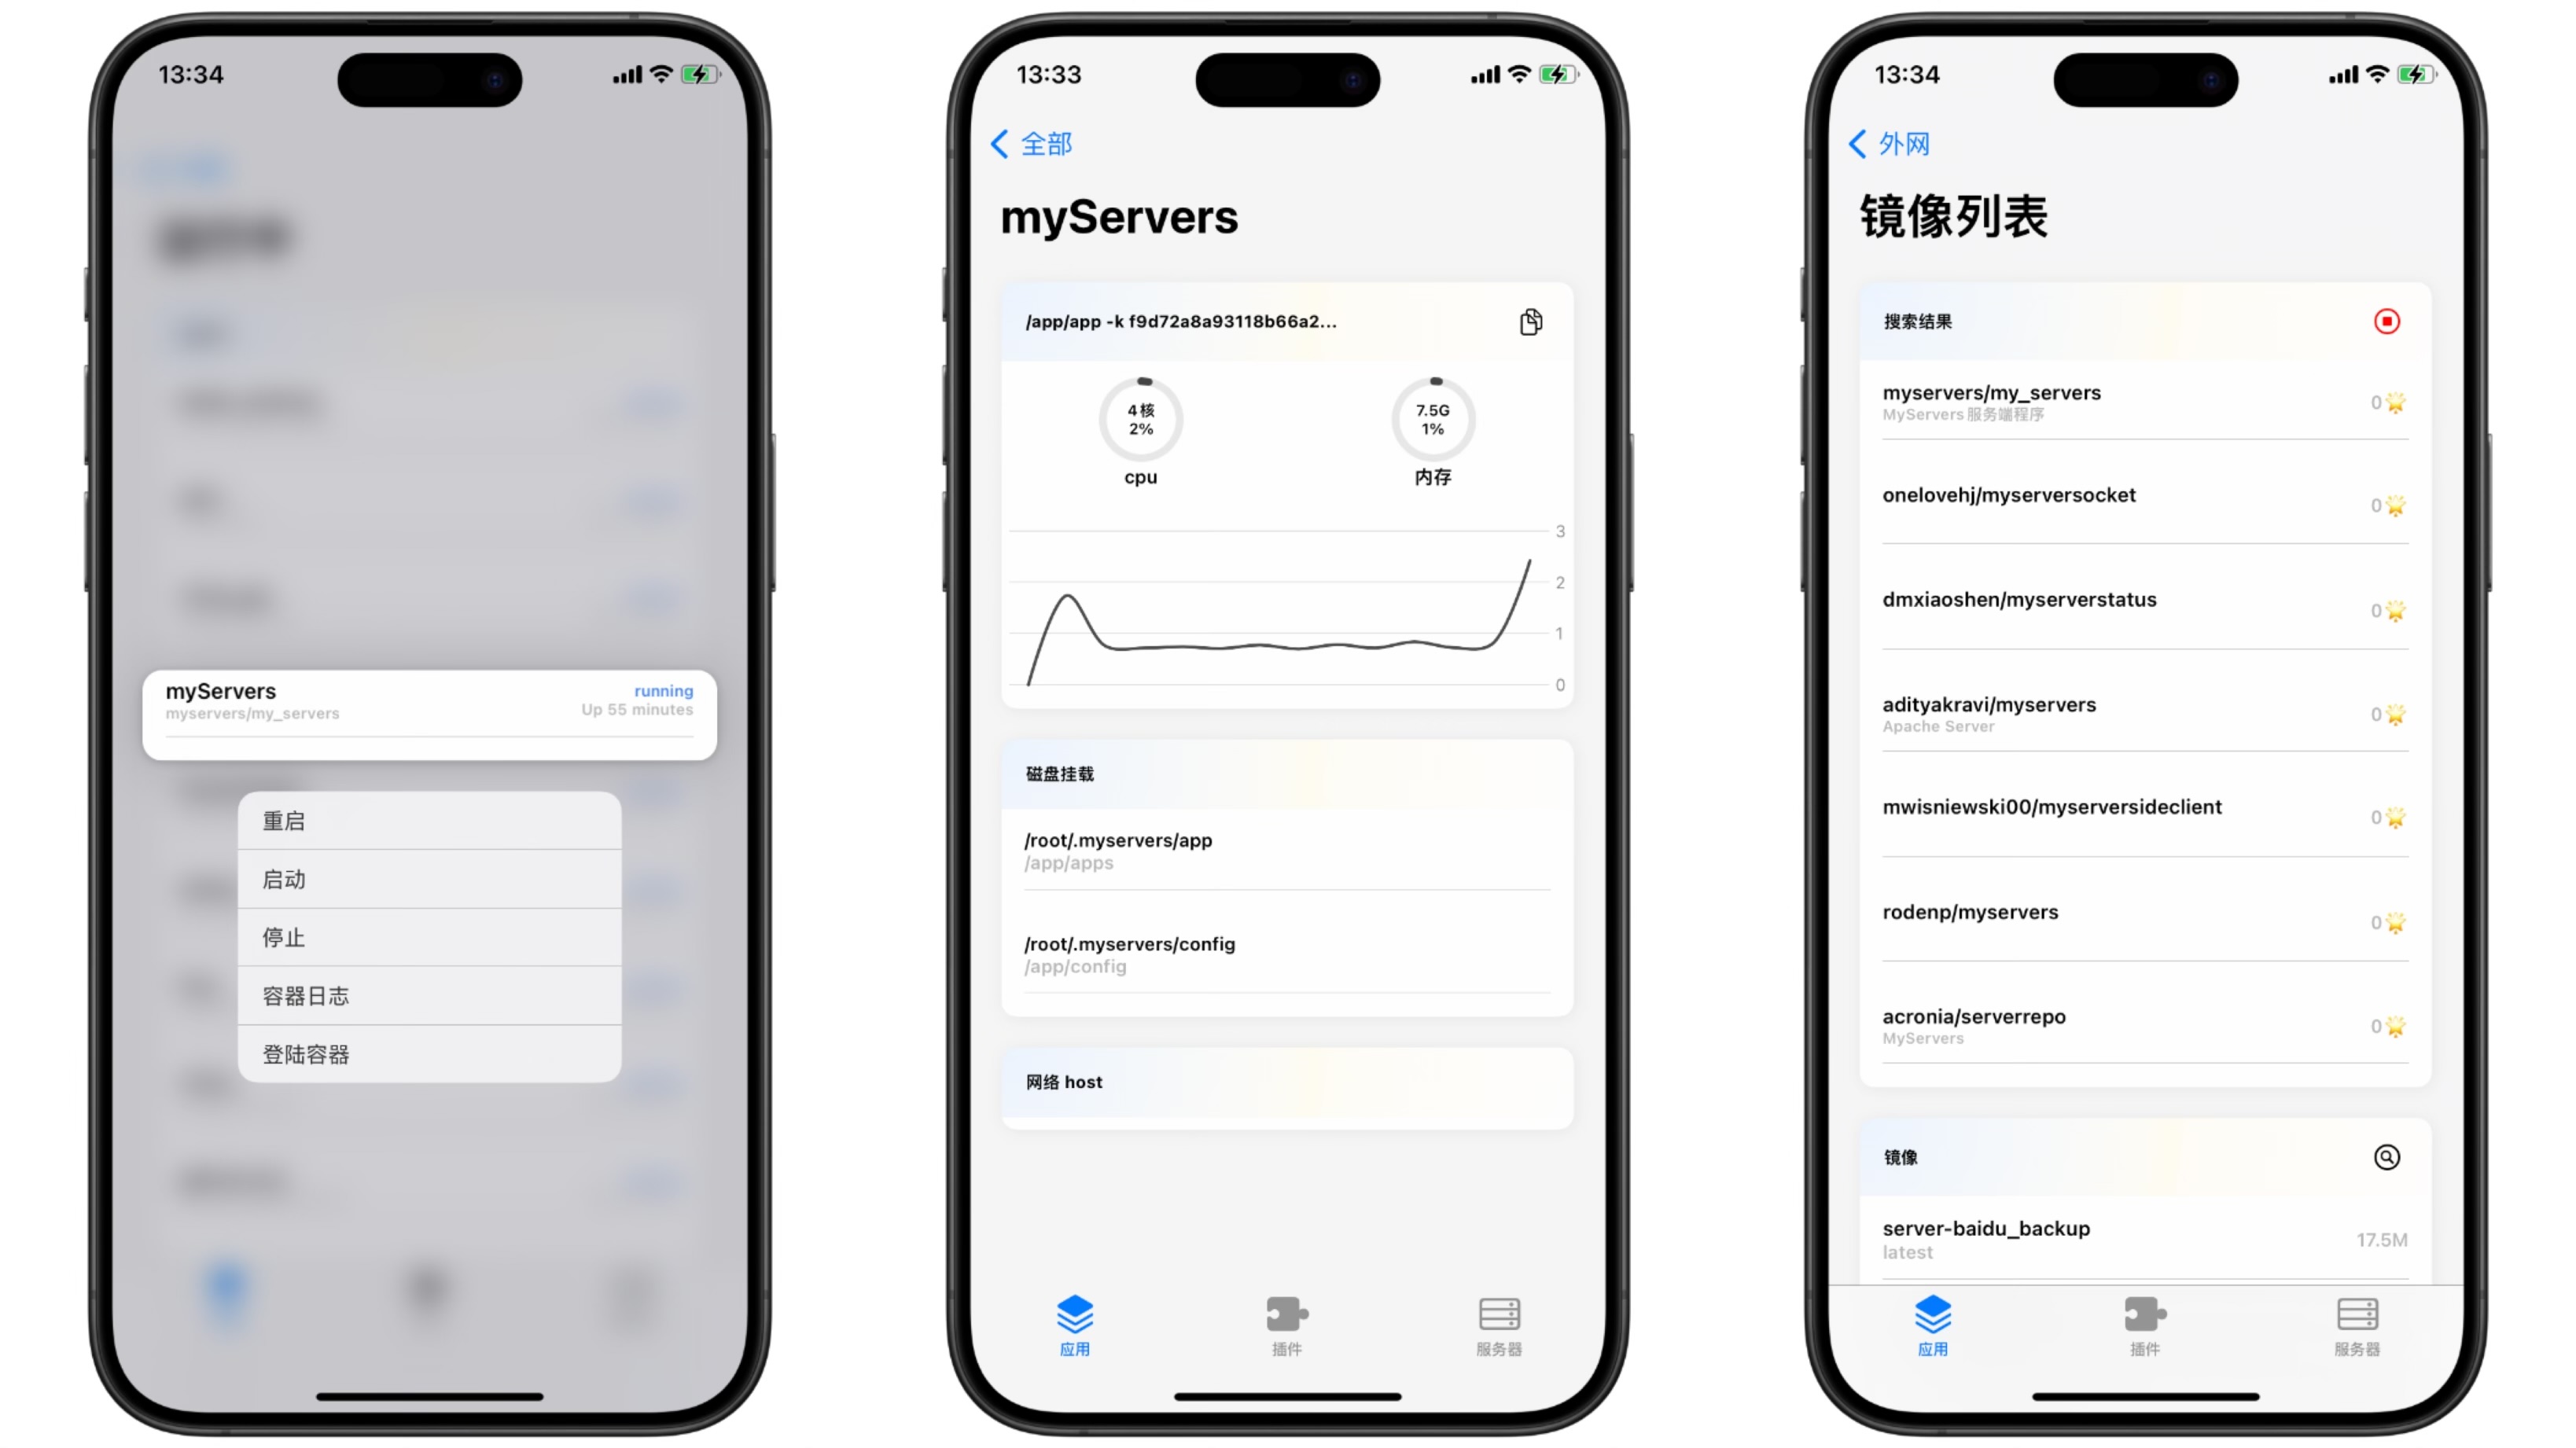 13:34
myServers
running
myservers/my_servers
Up 55 minutes
重启
启动
停止
容器日志
登陆容器
13:33
全部
myServers
/app/app -k f9d72a8a93118b66a2...
4核
2%
cpu
7.5G
1%
内存
3
2
1
0
磁盘挂载
/root/.myservers/app
/app/apps
/root/.myservers/config
/app/config
网络 host
应用
插件
服务器
13:34
外网
镜像列表
搜索结果
myservers/my_servers
MyServers 服务端程序
0
onelovehj/myserversocket
0
dmxiaoshen/myserverstatus
0
adityakravi/myservers
Apache Server
0
mwisniewski00/myserversideclient
0
rodenp/myservers
0
acronia/serverrepo
MyServers
0
镜像
server-baidu_backup
latest
17.5M
应用
插件
服务器